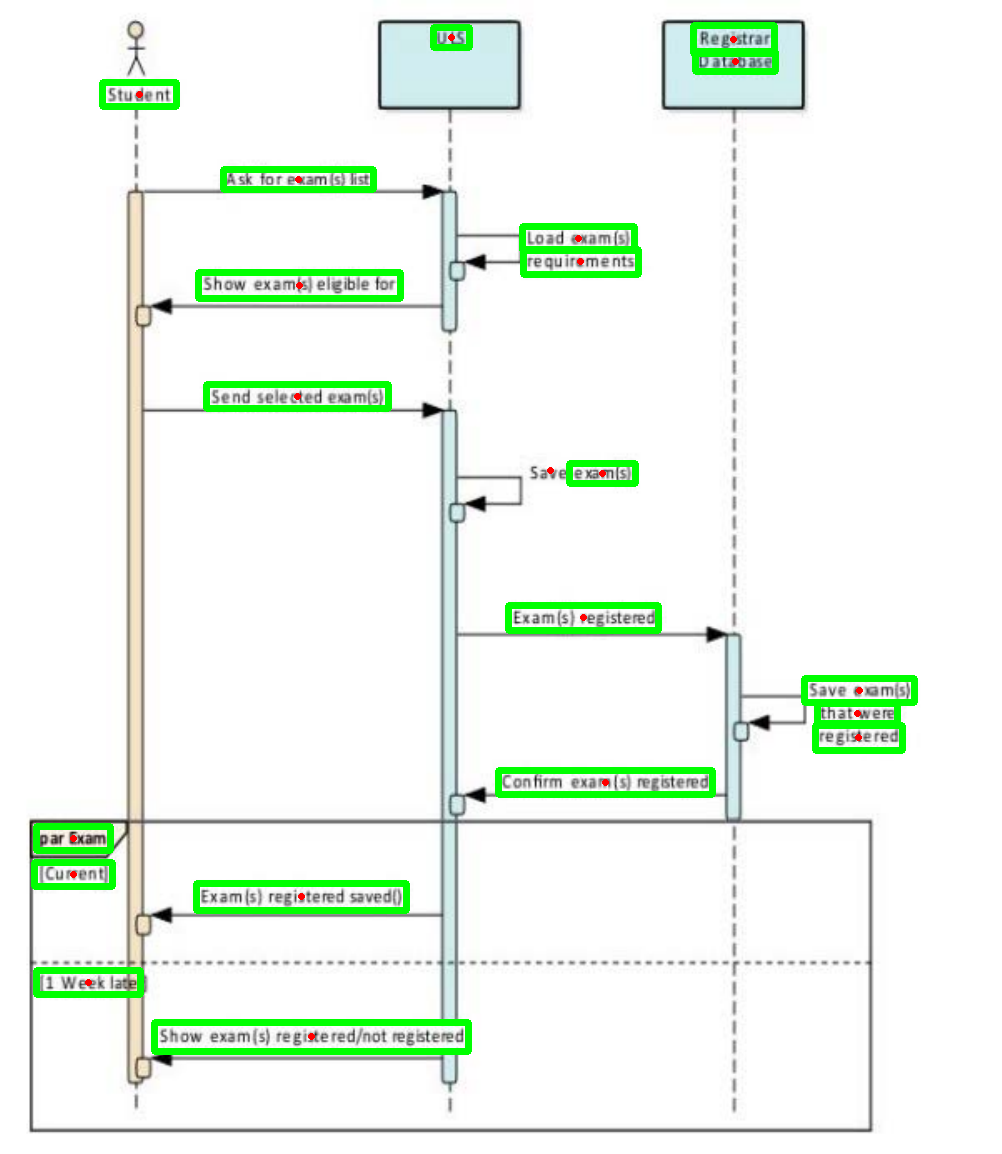 Student
UIS
Registrar
Database
Ask for exam(s) list
Load exam(s)
requirements
Show exam(s) eligible for
Send selected exam(s)
Save exam(s)
Exam(s) registered
Save exam(s)
that were
registered
Confirm exam(s) registered
par Exam
[Current]
Exam(s) registered saved()
[1 Week later]
Show exam(s) registered/not registered